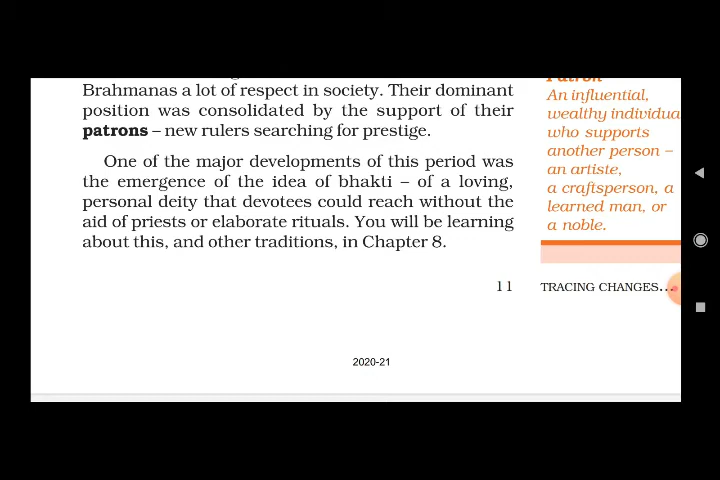 Brahmanas a lot of respect in society. Their dominant
position was consolidated by the support of their
patrons – new rulers searching for prestige.
One of the major developments of this period was
the emergence of the idea of bhakti – of a loving,
personal deity that devotees could reach without the
aid of priests or elaborate rituals. You will be learning
about this, and other traditions, in Chapter 8.
Patron
An influential,
wealthy individua
who supports
another person –
an artiste,
a craftsperson, a
learned man, or
a noble.
11
TRACING CHANGES...
2020-21